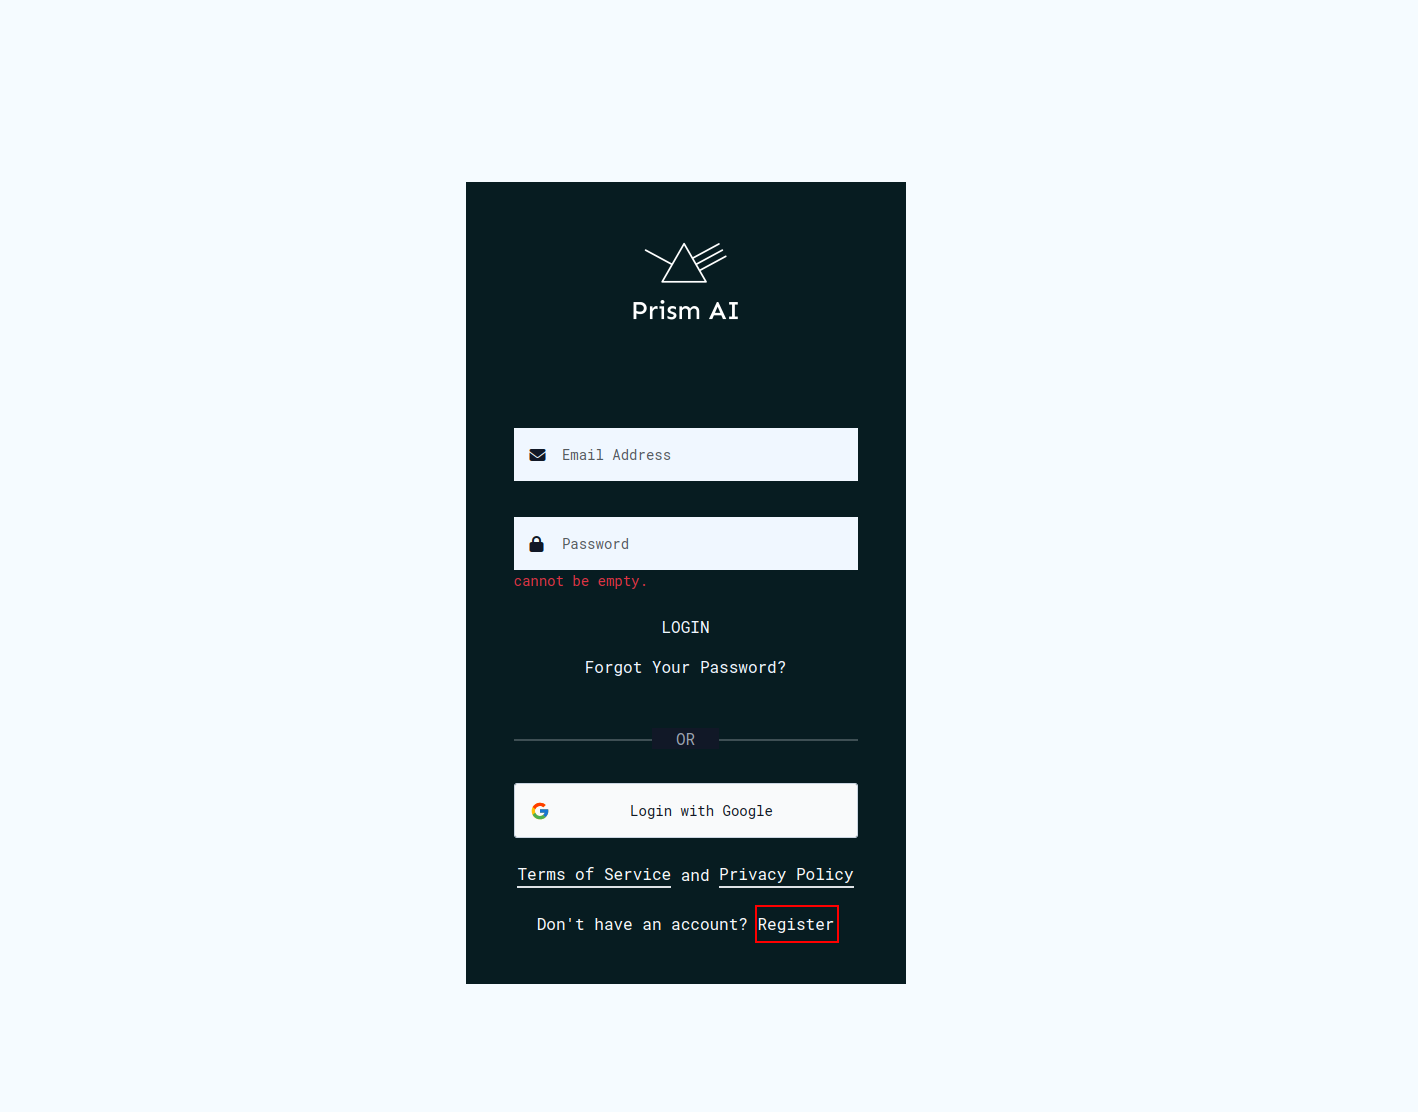 Prism AI
Email Address
Password
cannot be empty.
LOGIN
Forgot Your Password?
OR
Login with Google
Terms of Service and Privacy Policy
Don't have an account? Register